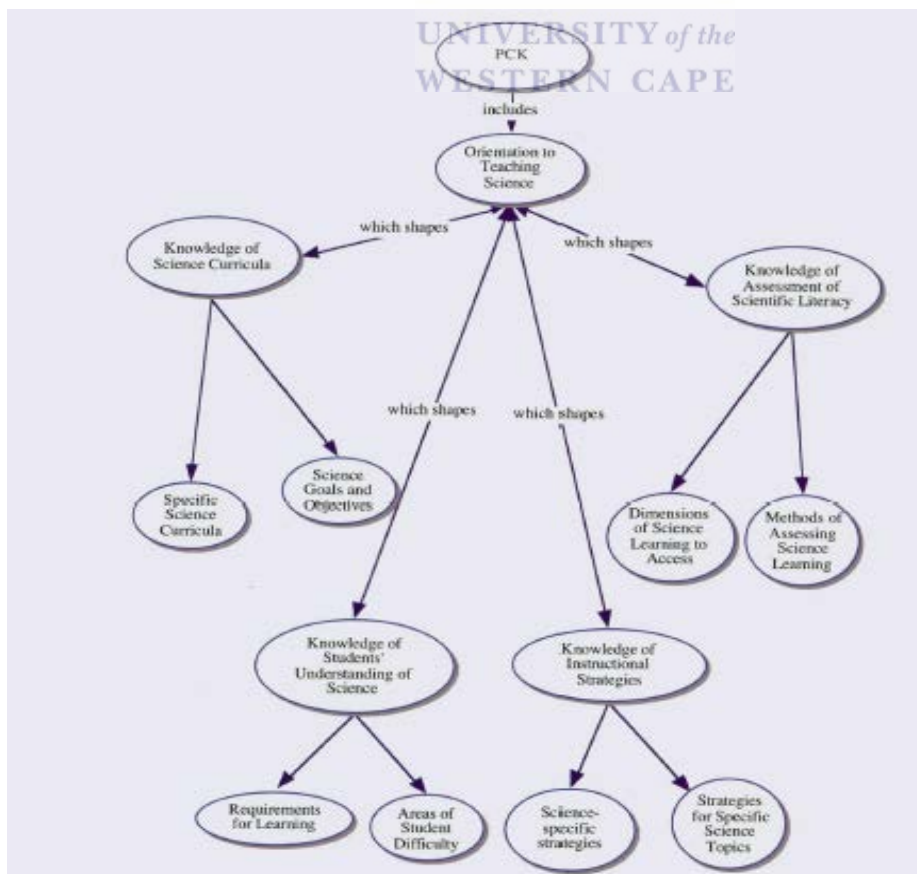 UNIVERSITY of the
WESTERN CAPE
PCK
includes
Orientation to
Teaching
Science
which shapes
which shapes
Knowledge of
Science Curricula
Knowledge of
Assessment of
Scientific Literacy
which shapes
which shapes
Specific
Science
Curricula
Science
Goals and
Objectives
Dimensions of
Science
Learning to
Access
Methods of
Assessing
Science
Learning
Knowledge of
Students'
Understanding of
Science
Knowledge of
Instructional
Strategies
Requirements
for Learning
Areas of
Student
Difficulty
Science-
specific
strategies
Strategies
for Specific
Science
Topics